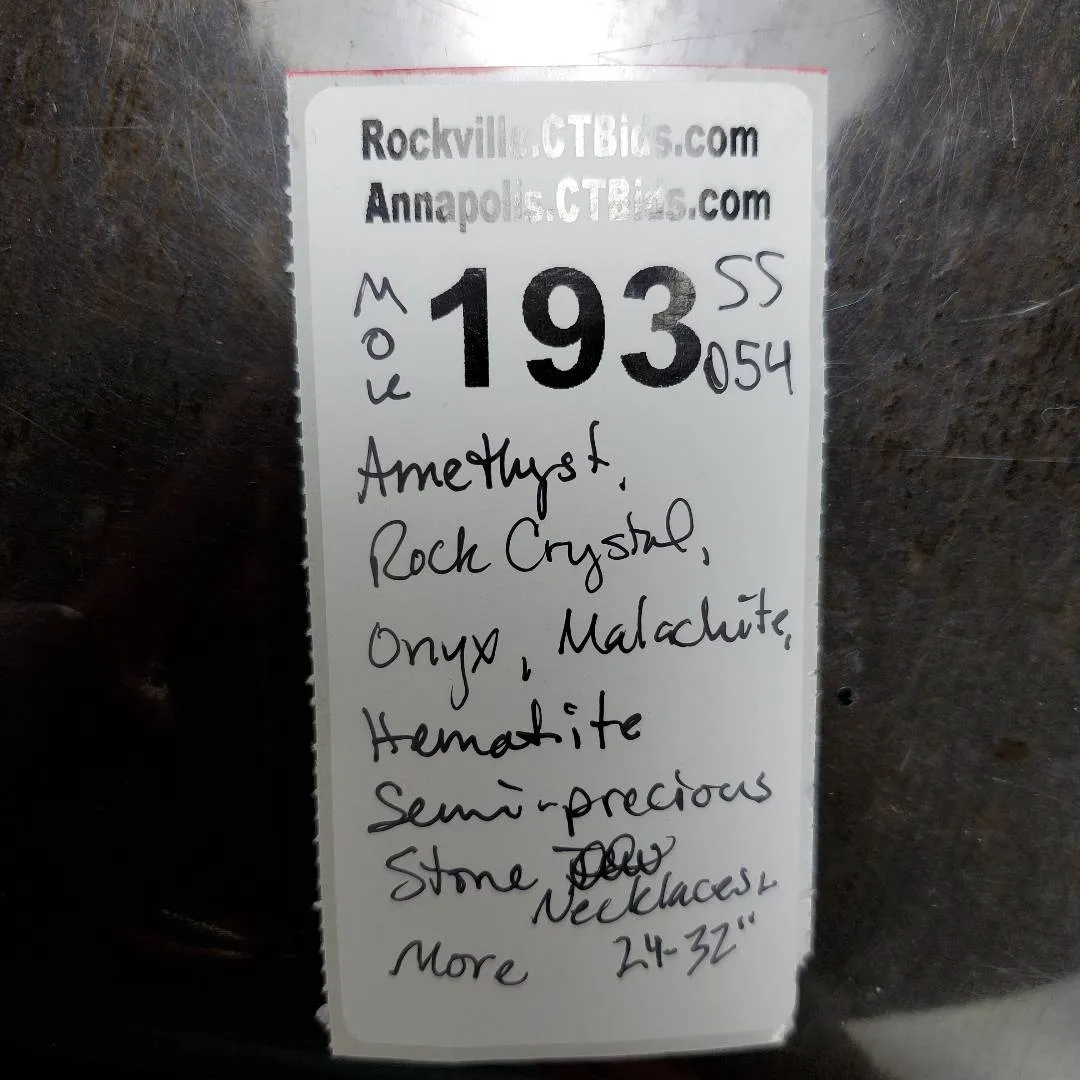 Rockville.CTBids.com
Annapolis.CTBids.com
193
SS
054
Amethyst,
Rock Crystal,
Onyx, Malachite,
Hematite
Semi-precious
Stone
Necklaces
More 24-32"